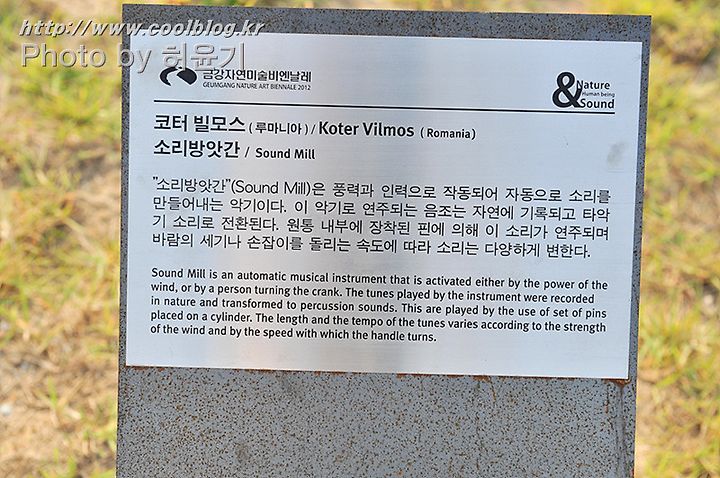 http://www.coolblog.kr
Photo by 허윤기
금강자연미술비엔날레
GEUMGANG NATURE ART BIENNALE 2012
Nature
& Human being
Sound
코터 빌모스 (루마니아) / Koter Vilmos (Romania)
소리방앗간 / Sound Mill
"소리방앗간"(Sound Mill)은 풍력과 인력으로 작동되어 자동으로 소리를
만들어내는 악기이다. 이 악기로 연주되는 음조는 자연에 기록되고 타악
기 소리로 전환된다. 원통 내부에 장착된 핀에 의해 이 소리가 연주되며
바람의 세기나 손잡이를 돌리는 속도에 따라 소리는 다양하게 변한다.
Sound Mill is an automatic musical instrument that is activated either by the power of the
wind, or by a person turning the crank. The tunes played by the instrument were recorded
in nature and transformed to percussion sounds. This are played by the use of set of pins
placed on a cylinder. The length and the tempo of the tunes varies according to the strength
of the wind and by the speed with which the handle turns.